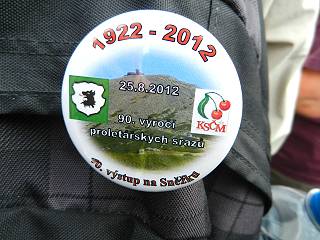 1922 - 2012
25.8.2012
KSČM
90. výročí
proletářských srazů
výstup na Sněžku